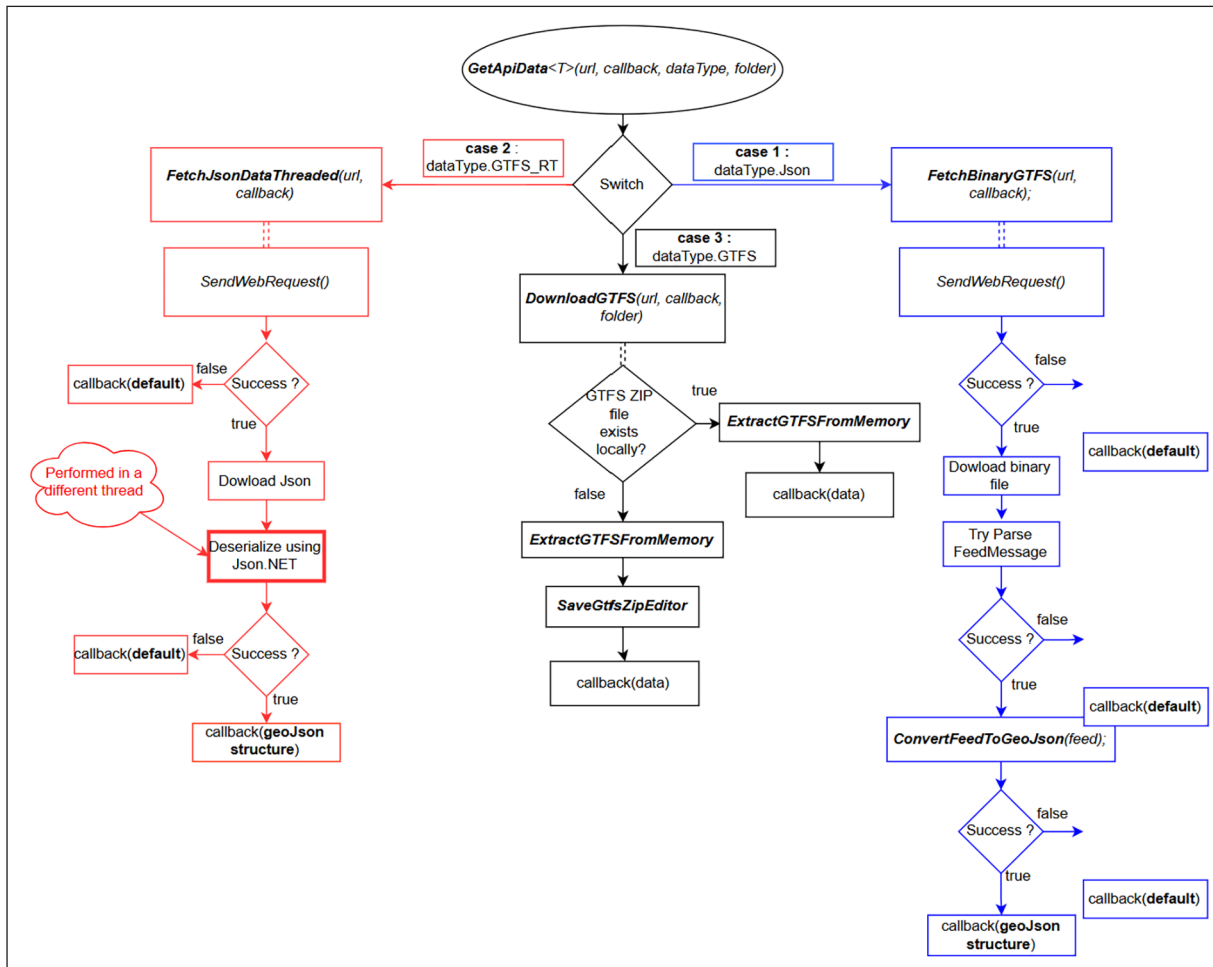 GetApiData<T>(url, callback, dataType, folder)
case 2 :
dataType.GTFS_RT
case 1 :
dataType.Json
Switch
FetchJsonDataThreaded(url,
callback)
FetchBinaryGTFS(url,
callback);
case 3 :
dataType.GTFS
SendWebRequest()
DownloadGTFS(url, callback,
folder)
SendWebRequest()
Success ?
false
callback(default)
true
GTFS ZIP
file
exists
locally?
true
ExtractGTFSFromMemory
callback(data)
false
Success ?
false
callback(default)
true
Performed in a
different thread
Dowload Json
Dowload binary
file
Deserialize using
Json.NET
ExtractGTFSFromMemory
Try Parse
FeedMessage
SaveGtfsZipEditor
callback(data)
Success ?
false
callback(default)
true
callback(geoJson
structure)
Success ?
false
callback(default)
true
ConvertFeedToGeoJson(feed);
Success ?
false
callback(default)
true
callback(geoJson
structure)